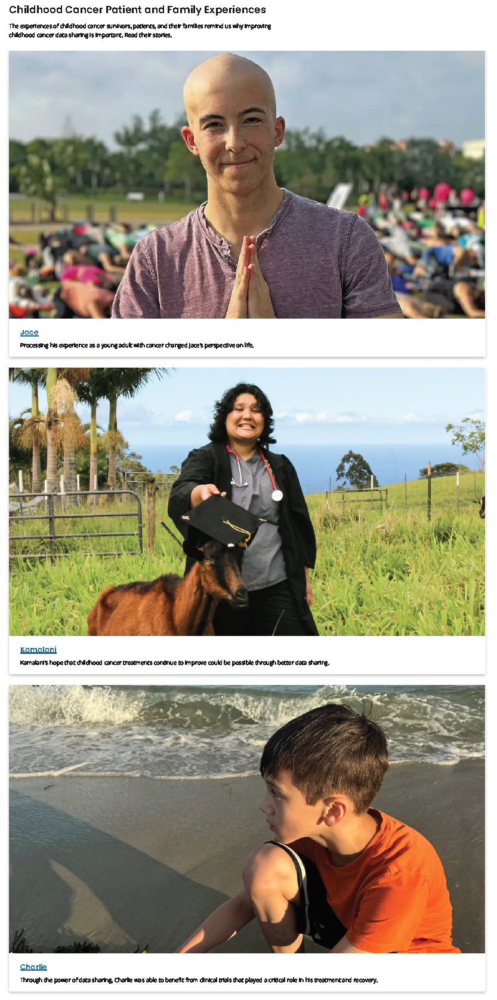 Childhood Cancer Patient and Family Experiences
The experiences of childhood cancer survivors, patients, and their families remind us why improving
childhood cancer data sharing is important. Read their stories.
Jace
Processing his experience as a young adult with cancer changed Jace's perspective on life.
Kamalani
Kamalani's hope that childhood cancer treatments continue to improve could be possible through better data sharing.
Charlie
Through the power of data sharing, Charlie was able to benefit from clinical trials that played a critical role in his treatment and recovery.